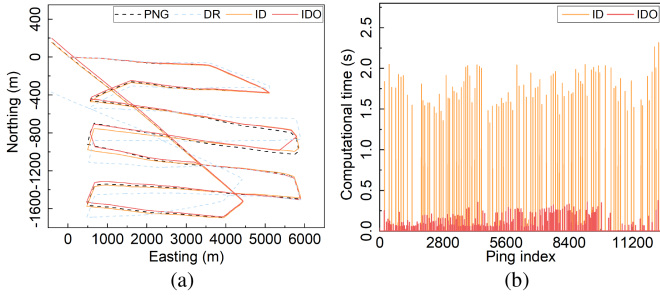 PNG DR ID IDO
Northing (m)
400
0
-400
-800
-1200
-1600
0 1000 2000 3000 4000 5000 6000
Easting (m)
(a)
ID IDO
Computational time (s)
2.5
2.0
1.5
1.0
0.5
0.0
0 2800 5600 8400 11200
Ping index
(b)